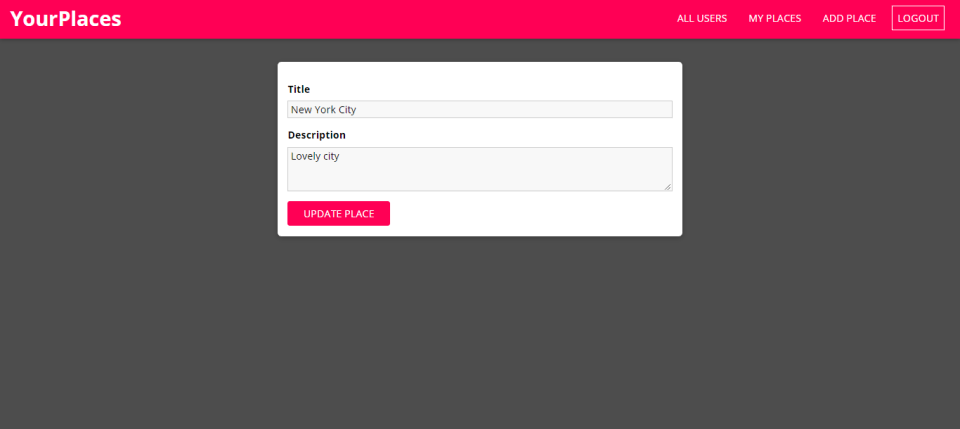 YourPlaces
ALL USERS MY PLACES ADD PLACE LOGOUT
Title
New York City
Description
Lovely city
UPDATE PLACE